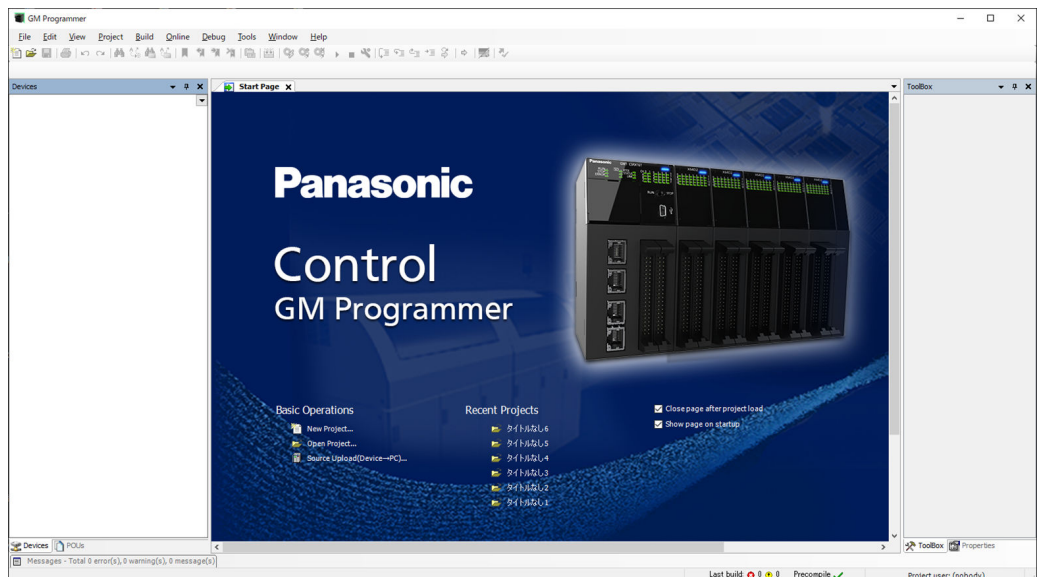 GM Programmer
File Edit View Project Build Online Debug Tools Window Help
Devices
Start Page
ToolBox
Panasonic
Control
GM Programmer
Panasonic
Basic Operations
New Project...
Open Project...
Source Upload(Device→PC)...
Recent Projects
タイトルなし6
タイトルなし5
タイトルなし4
タイトルなし3
タイトルなし2
タイトルなし1
Close page after project load
Show page on startup
Devices POUs
ToolBox Properties
Messages - Total 0 error(s), 0 warning(s), 0 message(s)
Last build: 0 0 Precompile Project user: (nobody)